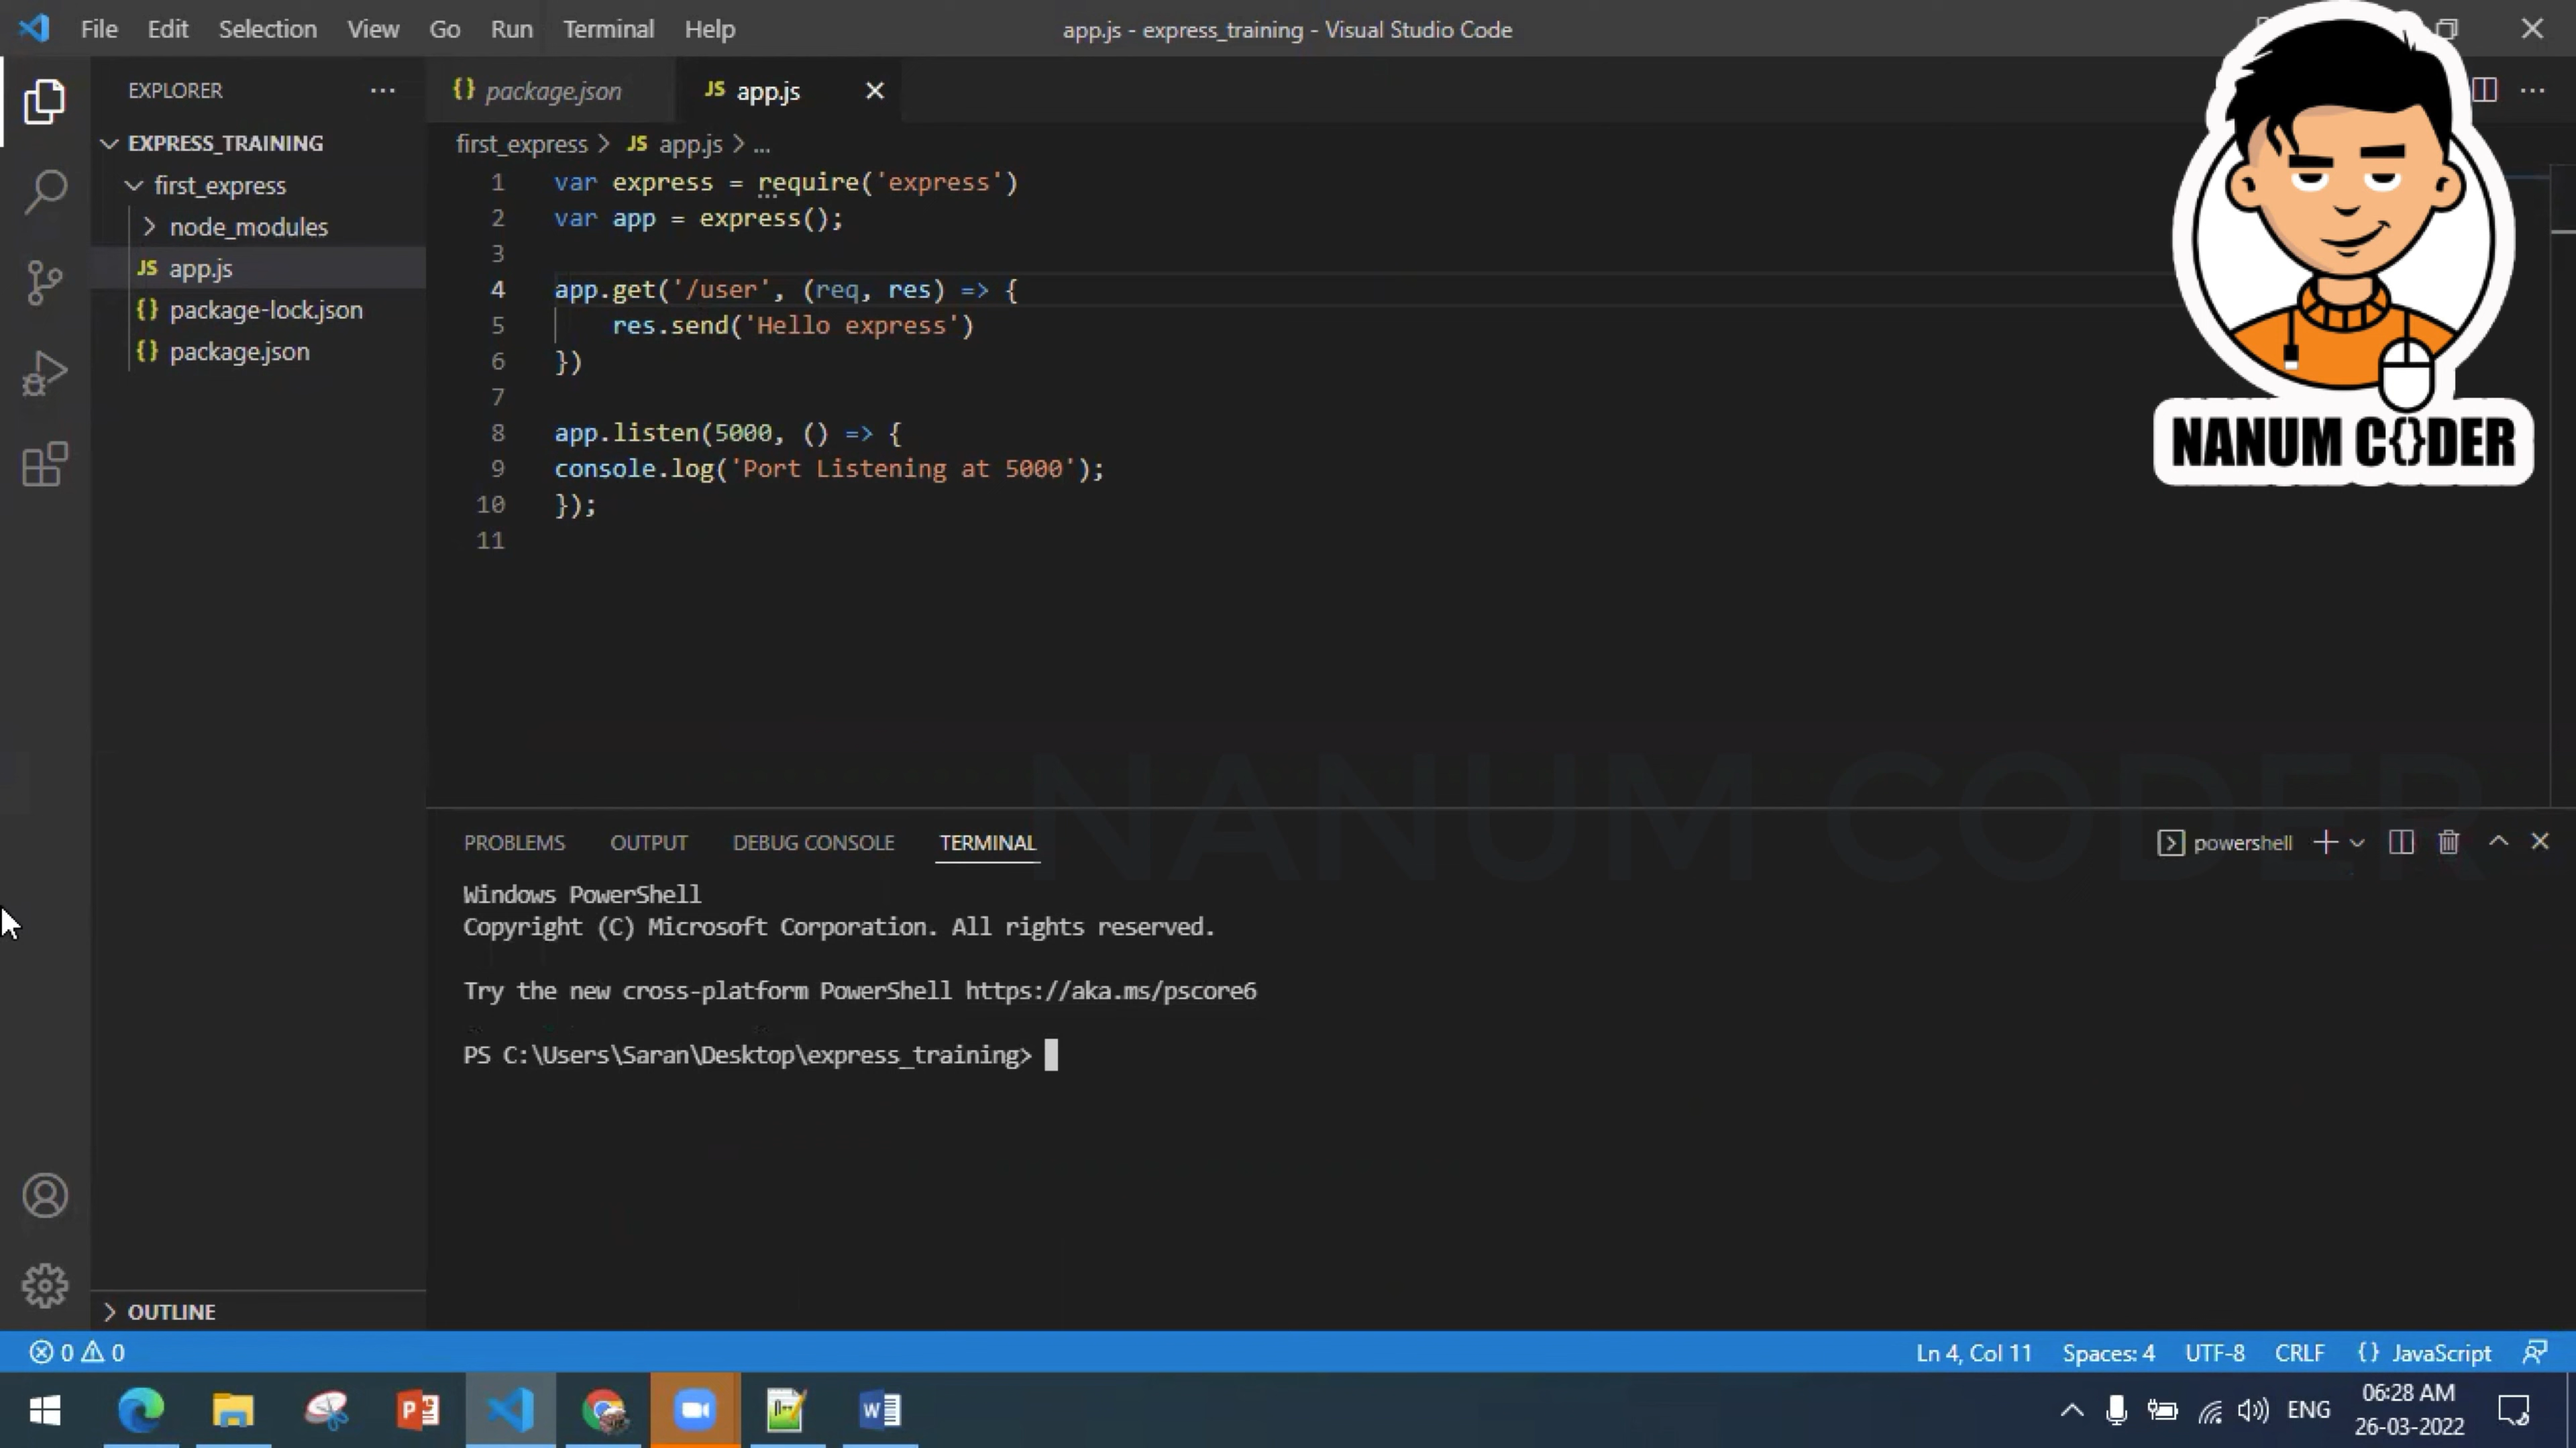 File Edit Selection View Go Run Terminal Help
app.js - express_training - Visual Studio Code
EXPLORER
EXPRESS_TRAINING
first_express
node_modules
JS app.js
{} package-lock.json
{} package.json
OUTLINE
{} package.json
JS app.js
first_express > JS app.js > ...
1 var express = require('express')
2 var app = express();
3
4 app.get('/user', (req, res) => {
5 res.send('Hello express')
6 })
7
8 app.listen(5000, () => {
9 console.log('Port Listening at 5000');
10 });
11
NANUM C{}DER
NANUM CODER
PROBLEMS OUTPUT DEBUG CONSOLE TERMINAL
powershell
Windows PowerShell
Copyright (C) Microsoft Corporation. All rights reserved.
Try the new cross-platform PowerShell https://aka.ms/pscore6
PS C:\Users\Saran\Desktop\express_training>
0 0
Ln 4, Col 11 Spaces: 4 UTF-8 CRLF {} JavaScript
ENG
06:28 AM
26-03-2022